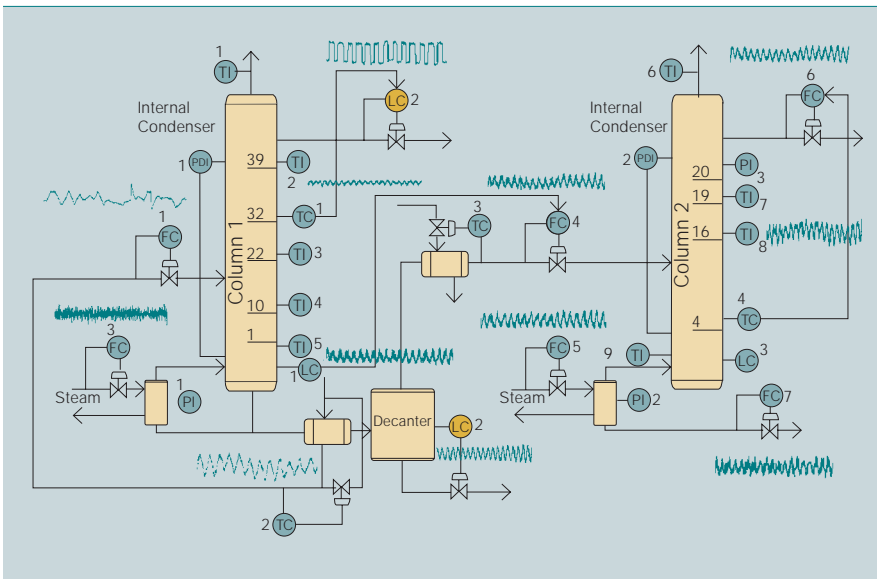 1
TI
Internal
Condenser
1 PDI
39
TI
2
LC 2
32
TC 1
Column 1
22
TI 3
10
TI 4
1
TI 5
1 LC
1
FC
3
FC
Steam
1
PI
2 TC
Decanter
LC 2
3
TC
FC 4
6 TI
Internal
Condenser
2 PDI
6
FC
20
PI
3
19
TI 7
16
TI 8
Column 2
4
4
TC
9
TI
LC 3
FC 5
Steam
PI 2
FC 7